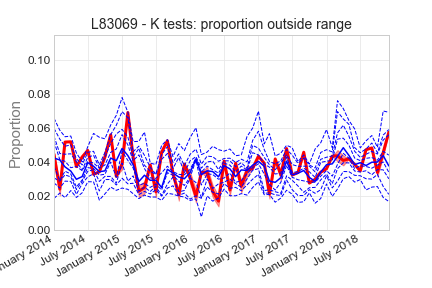 L83069 - K tests: proportion outside range
Proportion
0.10
0.08
0.06
0.04
0.02
0.00
nuary 2014
July 2014
January 2015
July 2015
January 2016
July 2016
January 2017
July 2017
January 2018
July 2018